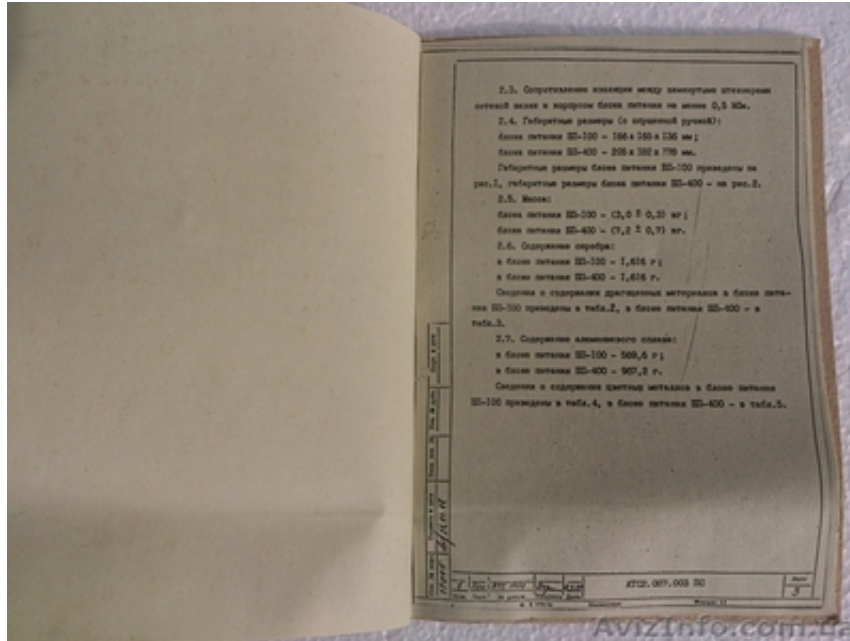 2.3. Сопротивление изоляции между замкнутыми штекерами
сетевой вилки и корпусом блока питания не менее 0,5 МОм.
2.4. Габаритные размеры (с опущенной ручкой):
блока питания БП-100 - 166 x 165 x 136 мм;
блока питания БП-400 - мм.
Габаритные размеры блока питания БП-100 приведены на
рис.1, габаритные размеры блока питания БП-400 - на рис.2.
2.5. Масса:
блока питания БП-100 - (3,0 ± 0,3) кг;
блока питания БП-400 - (7,2 ± 0,7) кг.
2.6. Содержание серебра:
в блоке питания БП-100 - 1,616 г;
в блоке питания БП-400 - 1,616 г.
Сведения о содержании драгоценных материалов в блоке пита-
ния БП-100 приведены в табл.2, в блоке питания БП-400 - в
табл.3.
2.7. Содержание алюминиевого сплава:
в блоке питания БП-100 - 569,6 г;
в блоке питания БП-400 - 967,2 г.
Сведения о содержании цветных металлов в блоке питания
БП-100 приведены в табл.4, в блоке питания БП-400 - в табл.5.
087.003 ПС
Лист
3
AvizInfo.com.ua